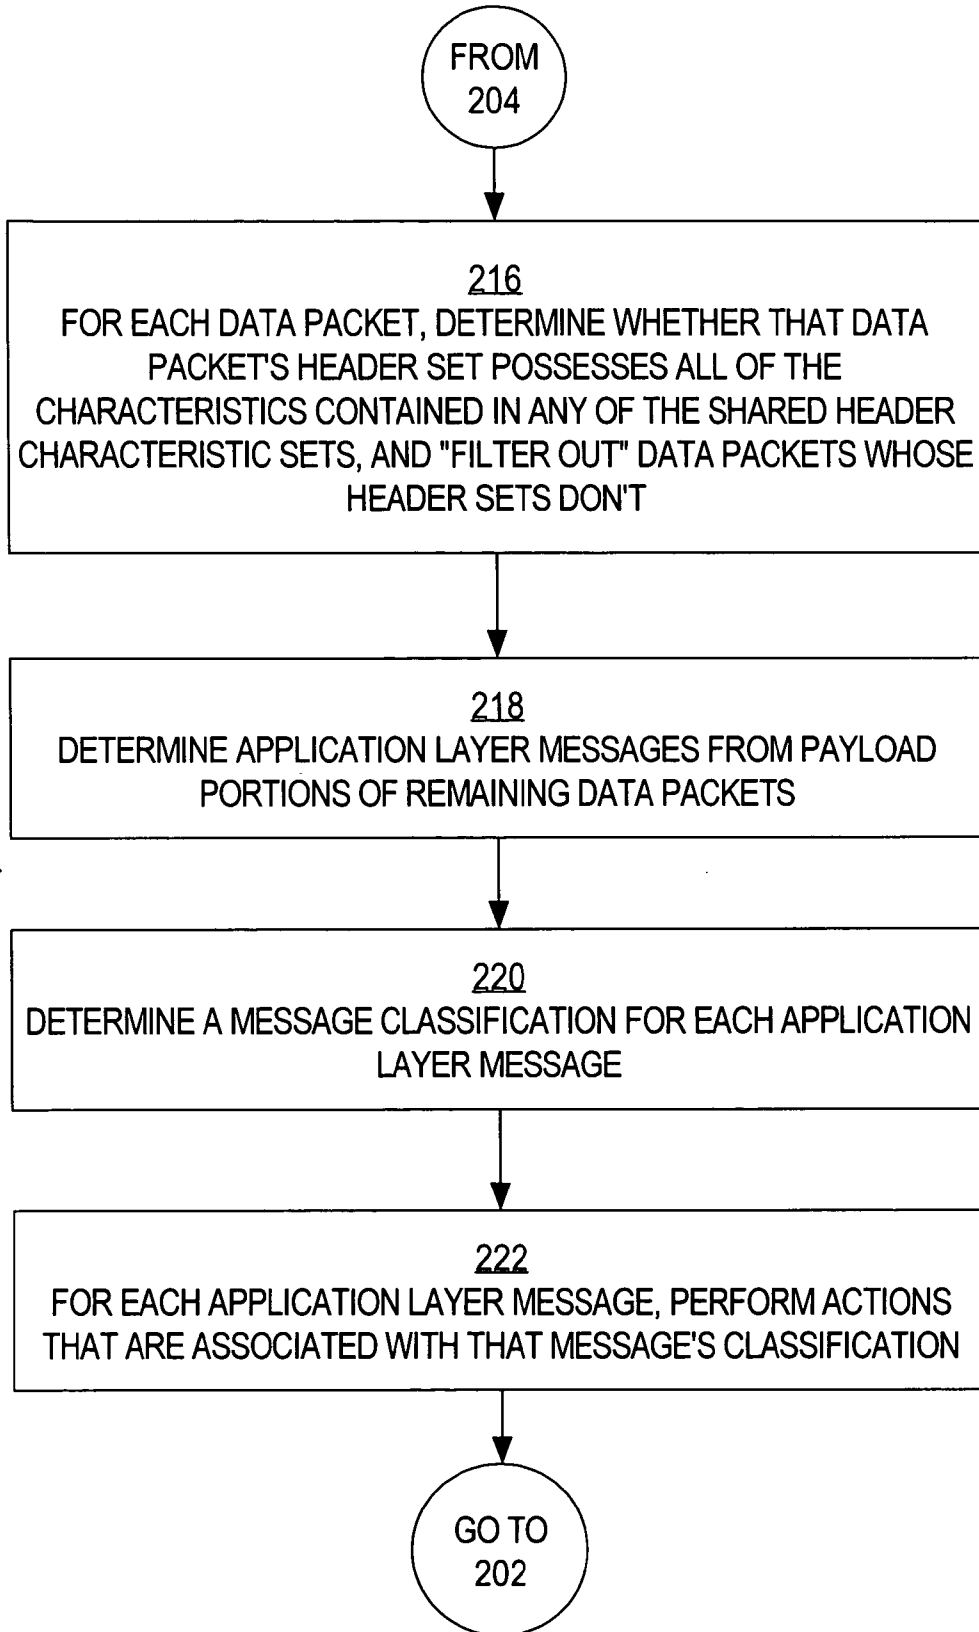 FROM
204
216
FOR EACH DATA PACKET, DETERMINE WHETHER THAT DATA
PACKET'S HEADER SET POSSESSES ALL OF THE
CHARACTERISTICS CONTAINED IN ANY OF THE SHARED HEADER
CHARACTERISTIC SETS, AND "FILTER OUT" DATA PACKETS WHOSE
HEADER SETS DON'T
218
DETERMINE APPLICATION LAYER MESSAGES FROM PAYLOAD
PORTIONS OF REMAINING DATA PACKETS
220
DETERMINE A MESSAGE CLASSIFICATION FOR EACH APPLICATION
LAYER MESSAGE
222
FOR EACH APPLICATION LAYER MESSAGE, PERFORM ACTIONS
THAT ARE ASSOCIATED WITH THAT MESSAGE'S CLASSIFICATION
GO TO
202